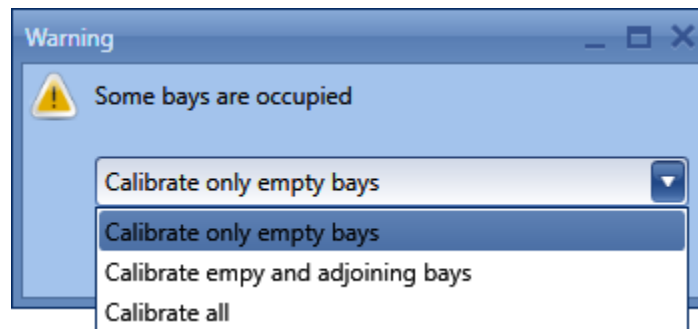 Warning
Some bays are occupied
Calibrate only empty bays
Calibrate only empty bays
Calibrate empy and adjoining bays
Calibrate all